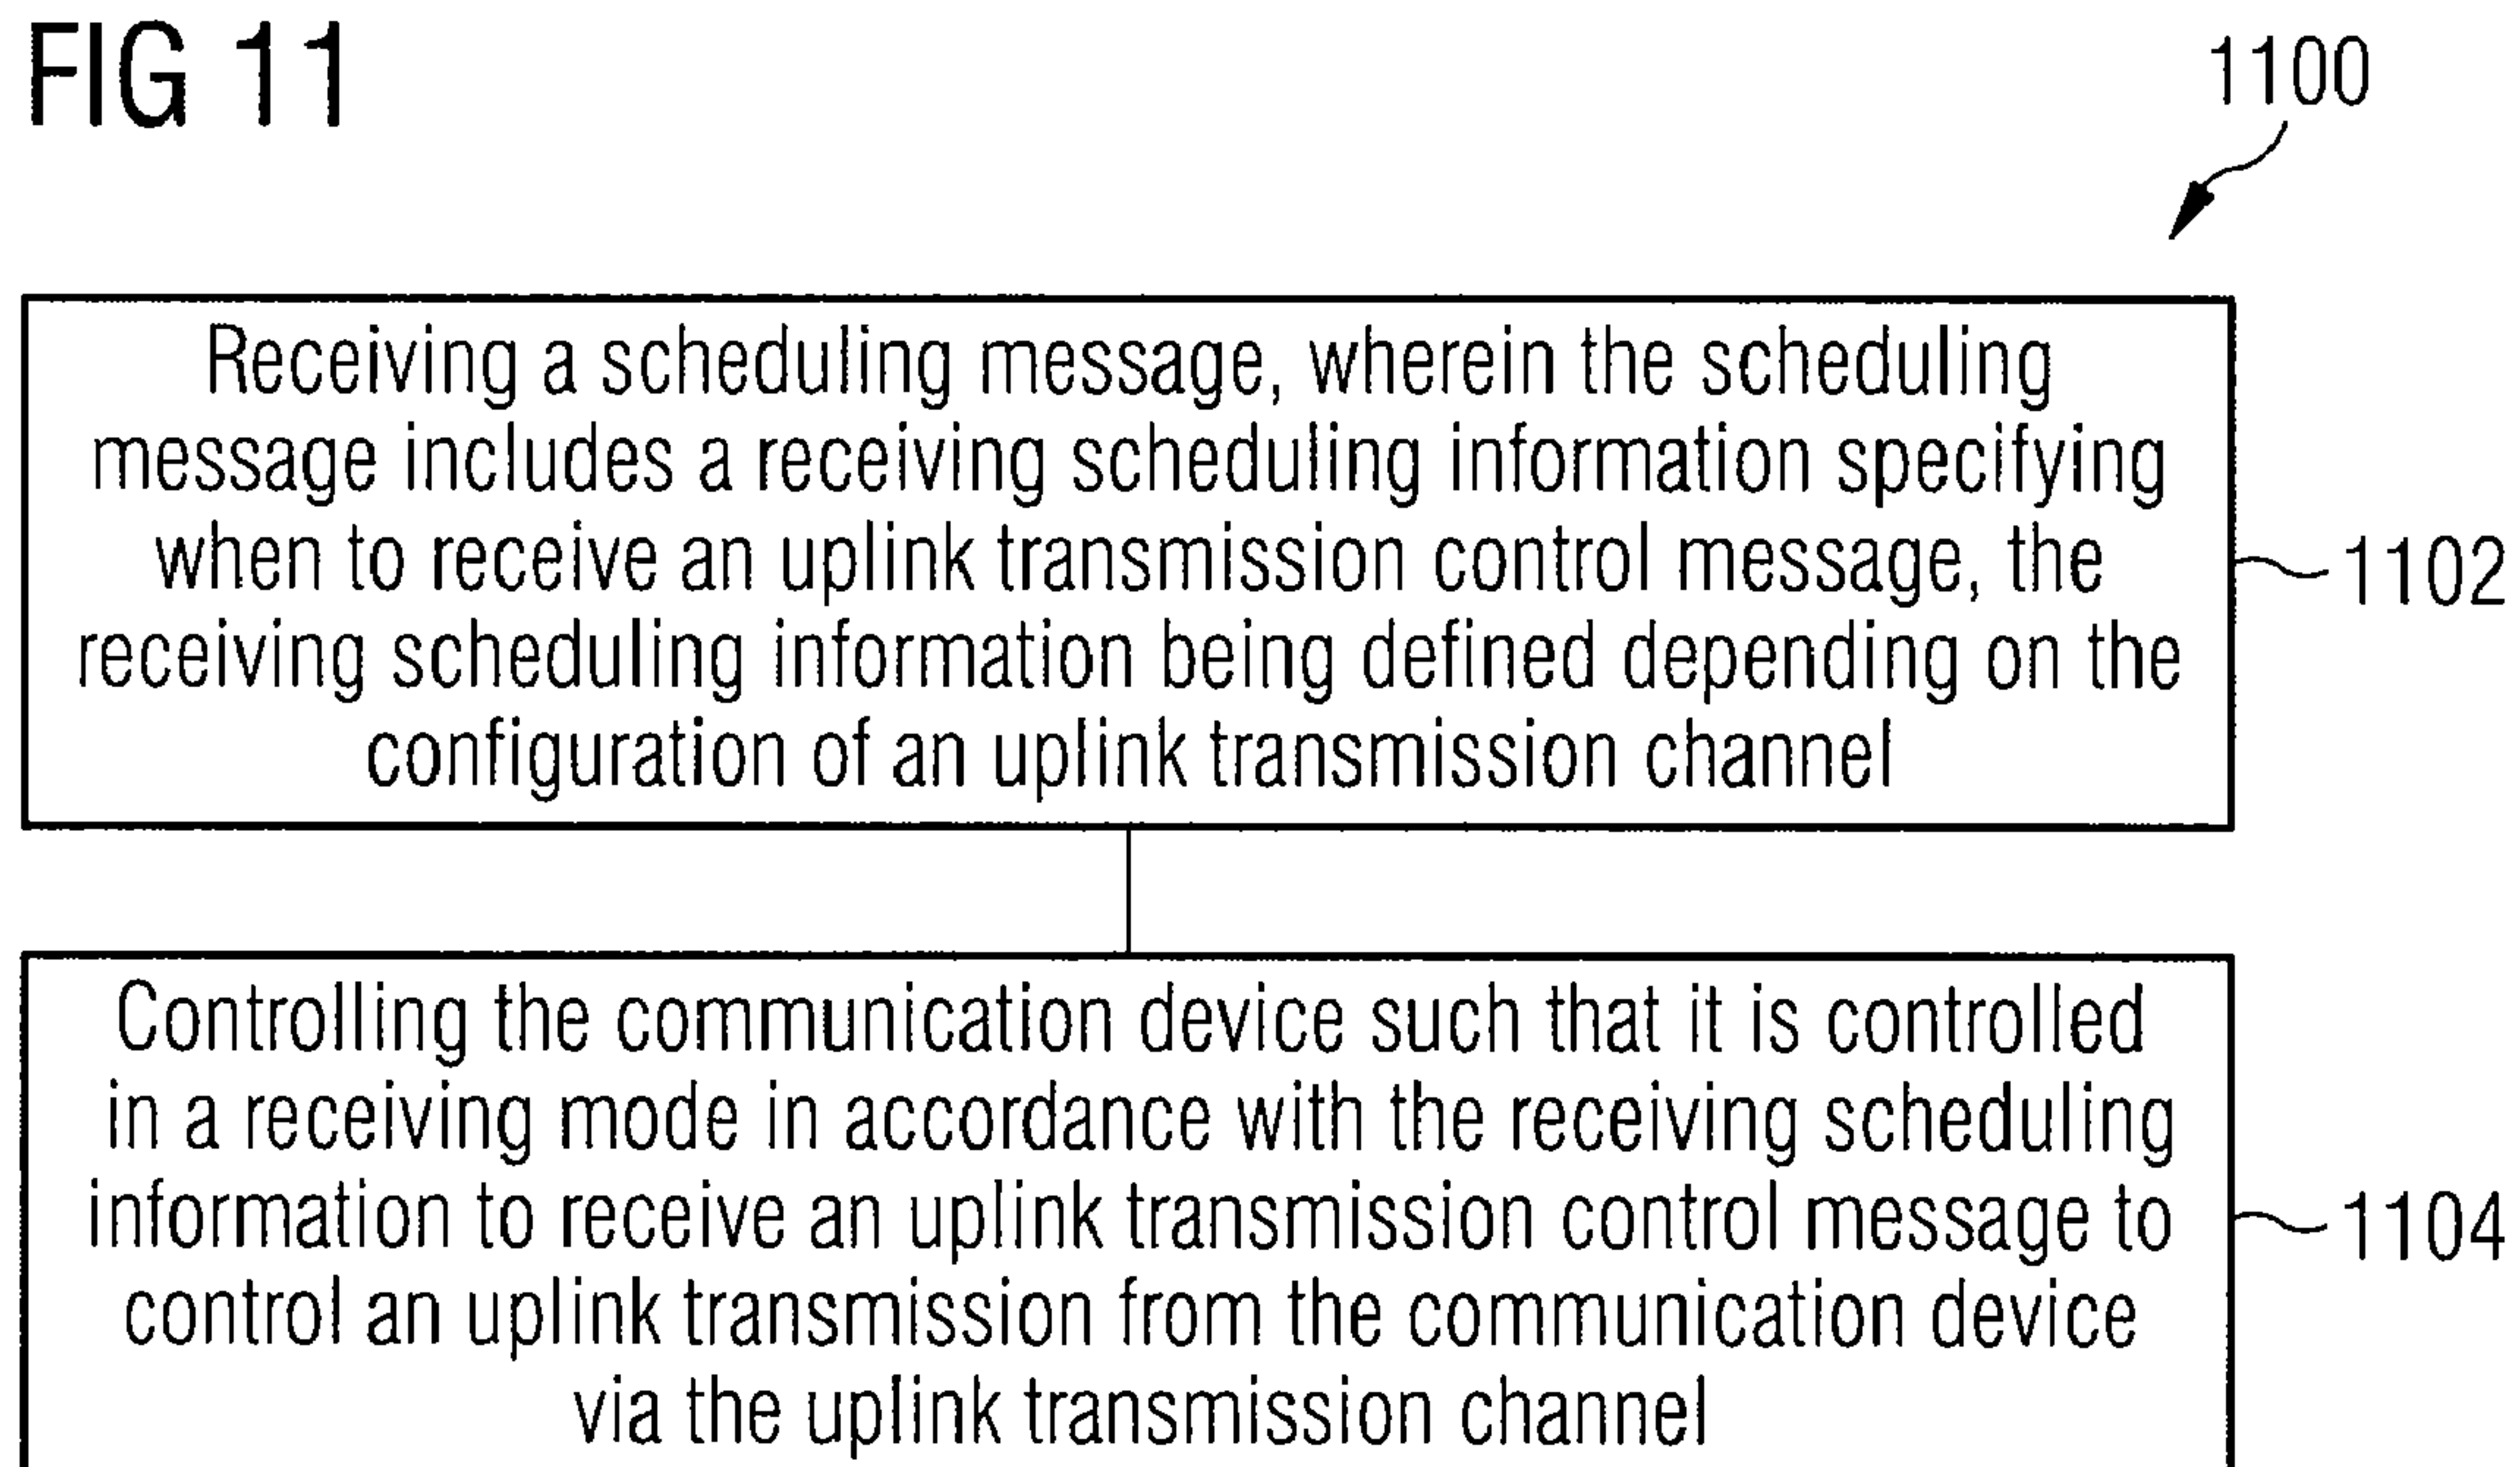 FIG 11
1100
Receiving a scheduling message, wherein the scheduling
message includes a receiving scheduling information specifying
when to receive an uplink transmission control message, the
receiving scheduling information being defined depending on the
configuration of an uplink transmission channel
1102
Controlling the communication device such that it is controlled
in a receiving mode in accordance with the receiving scheduling
information to receive an uplink transmission control message to
control an uplink transmission from the communication device
via the uplink transmission channel
1104